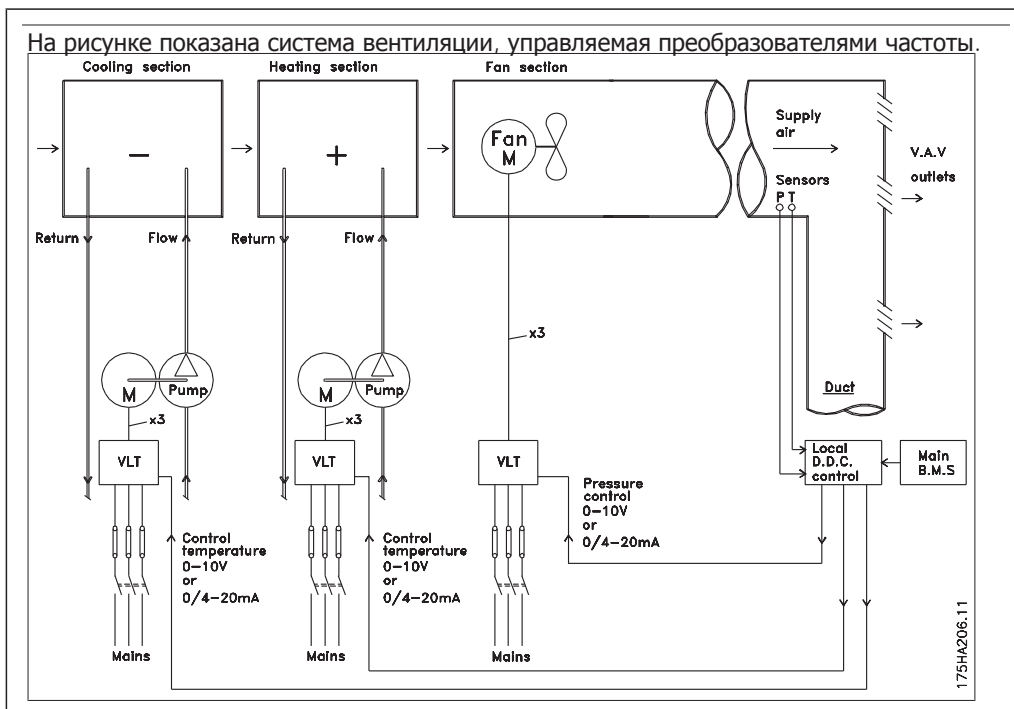 На рисунке показана система вентиляции, управляемая преобразователями частоты.
Cooling section
Heating section
Fan section
−
+
Fan
M
Supply
air
Sensors
P T
V.A.V
outlets
Return
Flow
Return
Flow
x3
M
Pump
M
Pump
Duct
x3
x3
VLT
VLT
VLT
Local
D.D.C.
control
Main
B.M.S
Pressure
control
0−10V
or
0/4−20mA
Control
temperature
0−10V
or
0/4−20mA
Control
temperature
0−10V
or
0/4−20mA
Mains
Mains
Mains
175HA206.11